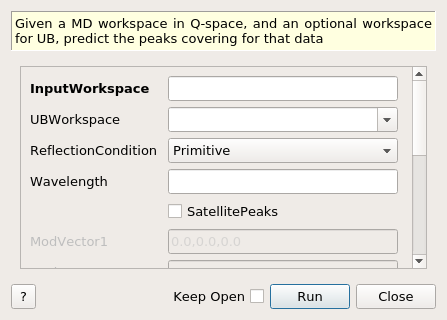 Given a MD workspace in Q-space, and an optional workspace
for UB, predict the peaks covering for that data
InputWorkspace
UBWorkspace
ReflectionCondition Primitive
Wavelength
SatellitePeaks
ModVector1 0.0,0.0,0.0
? Keep Open Run Close